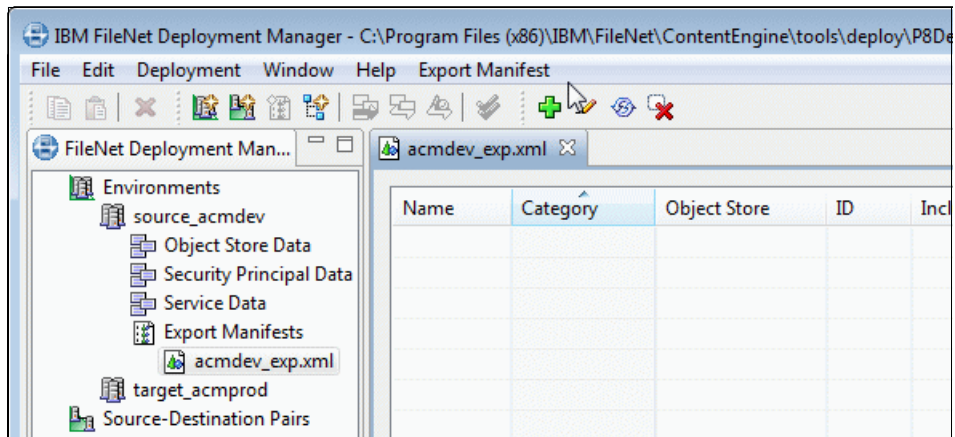 IBM FileNet Deployment Manager - C:\Program Files (x86)\IBM\FileNet\ContentEngine\tools\deploy\P8De
File Edit Deployment Window Help Export Manifest
FileNet Deployment Man...
acmdev_exp.xml
Environments
source_acmdev
Object Store Data
Security Principal Data
Service Data
Export Manifests
acmdev_exp.xml
target_acmprod
Source-Destination Pairs
Name Category Object Store ID Incl